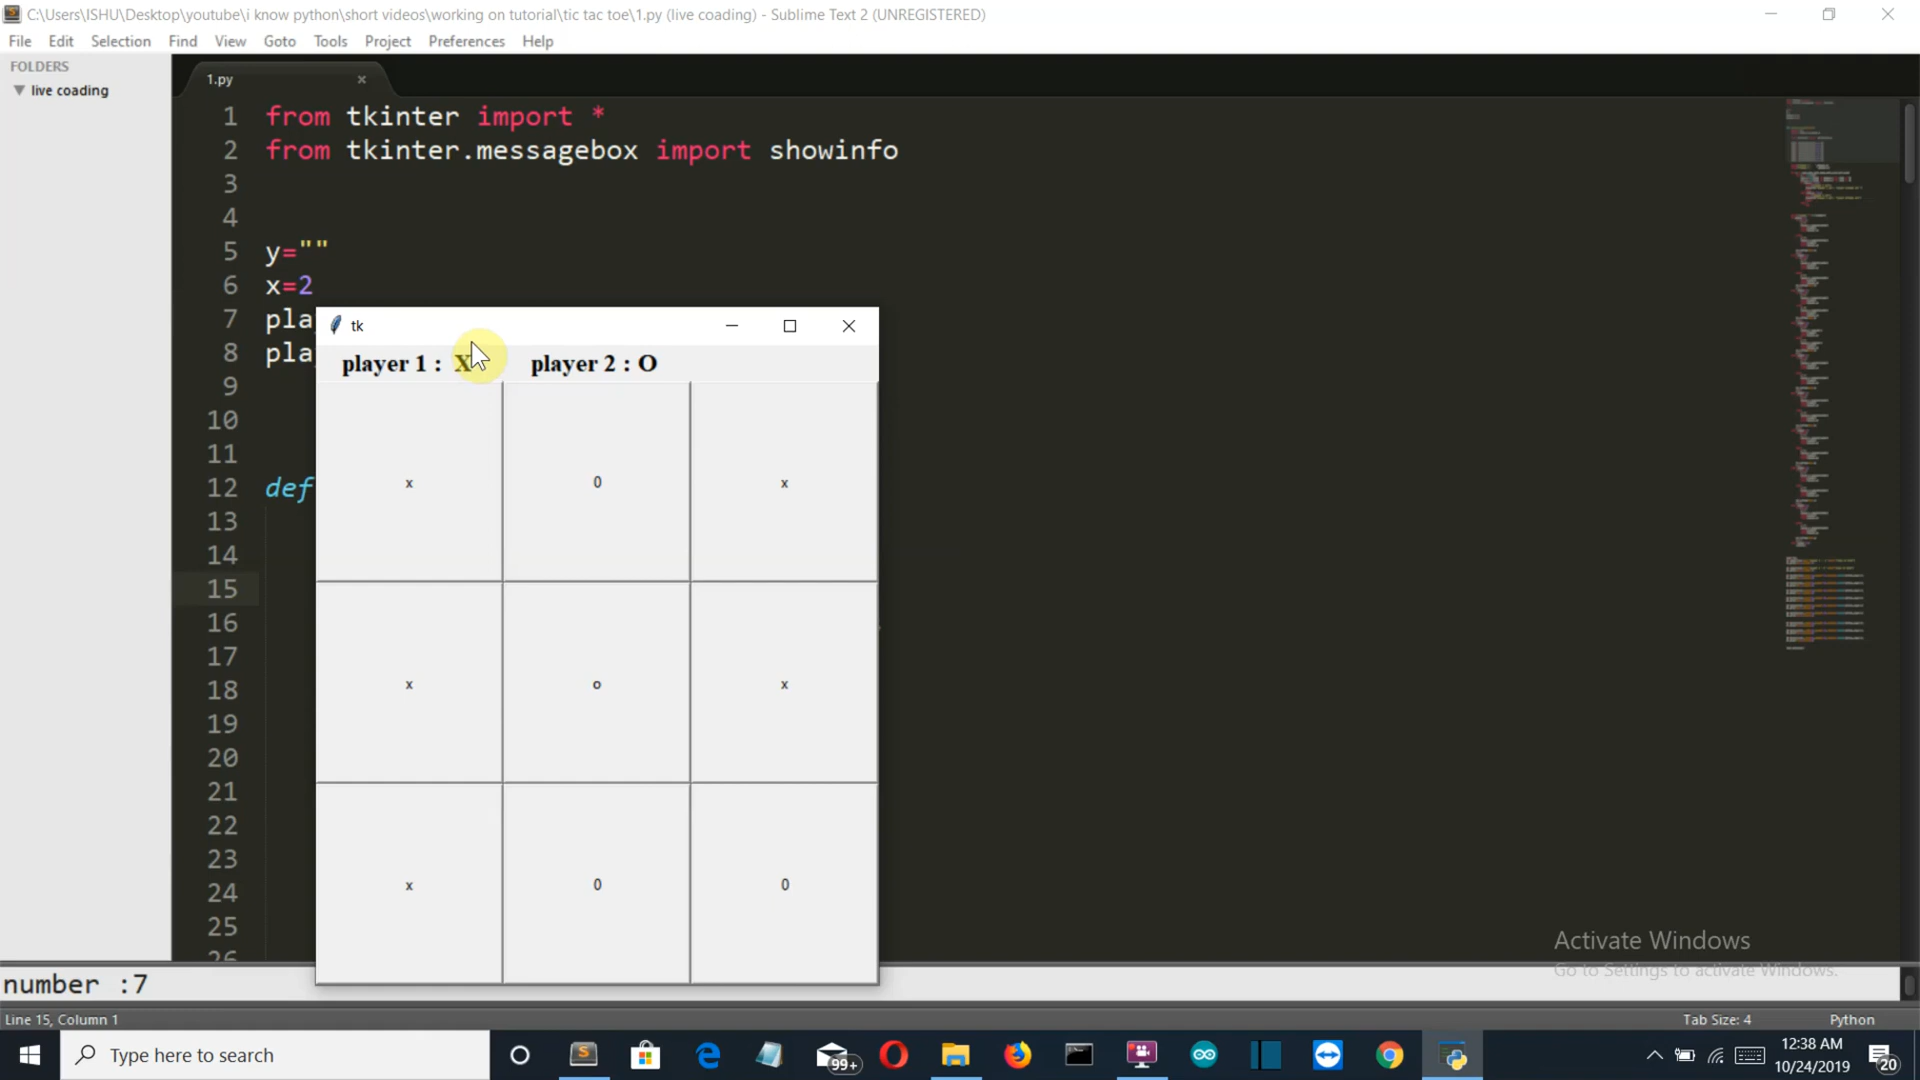 C:\Users\ISHU\Desktop\youtube\i know python\short videos\working on tutorial\tic tac toe\1.py (live coading) - Sublime Text 2 (UNREGISTERED)
File Edit Selection Find View Goto Tools Project Preferences Help
FOLDERS
live coading
1.py
1 from tkinter import *
2 from tkinter.messagebox import showinfo
3
4
5 y=""
6 x=2
7 pla
8 pla
9
10
11
12 def
13
14
15
16
17
18
19
20
21
22
23
24
25
26
tk
player 1 : X player 2 : O
x 0 x
x o x
x 0 0
Activate Windows
Go to Settings to activate Windows.
number :7
Line 15, Column 1
Tab Size: 4 Python
Type here to search
99+
12:38 AM
10/24/2019
20